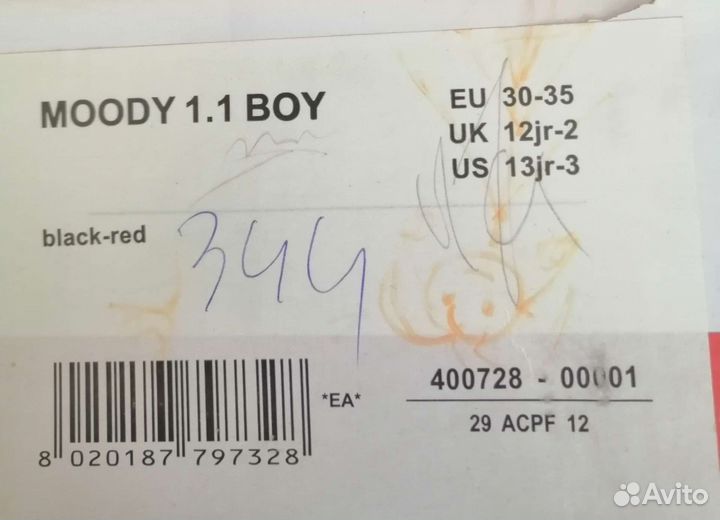 MOODY 1.1 BOY
EU 30-35
UK 12jr-2
US 13jr-3
black-red
344
*EA*
400728 - 00001
29 ACPF 12
8 020187 797328
Avito